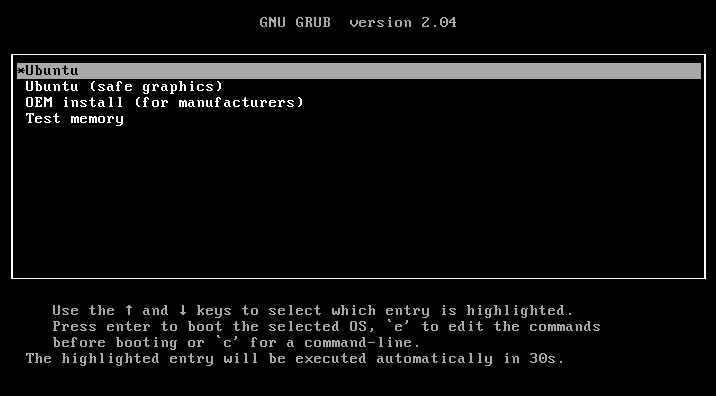 GNU GRUB  version 2.04
*Ubuntu
Ubuntu (safe graphics)
OEM install (for manufacturers)
Test memory
Use the ↑ and ↓ keys to select which entry is highlighted.
Press enter to boot the selected OS, `e' to edit the commands
before booting or `c' for a command-line.
The highlighted entry will be executed automatically in 30s.